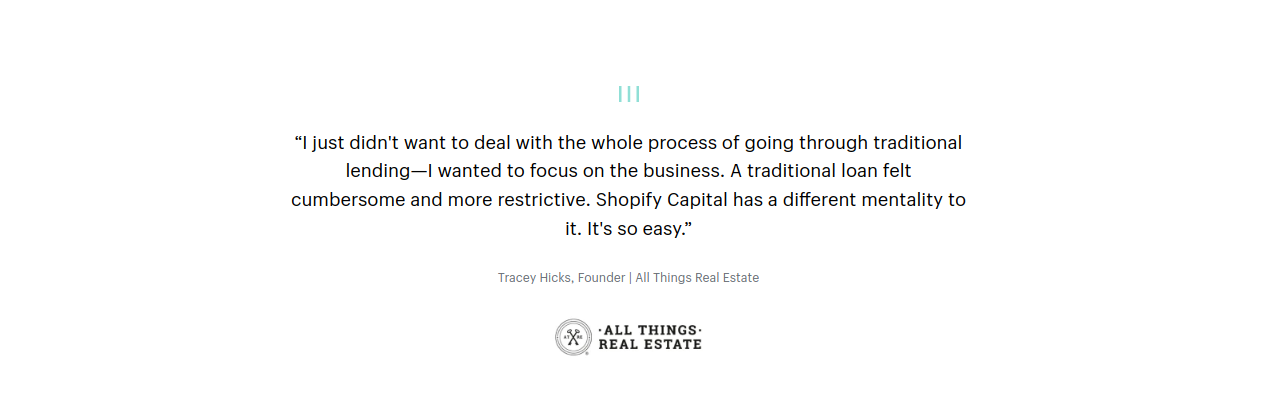 “I just didn't want to deal with the whole process of going through traditional
lending—I wanted to focus on the business. A traditional loan felt
cumbersome and more restrictive. Shopify Capital has a different mentality to
it. It's so easy.”
Tracey Hicks, Founder | All Things Real Estate
AT RE
·ALL THINGS·
REAL ESTATE